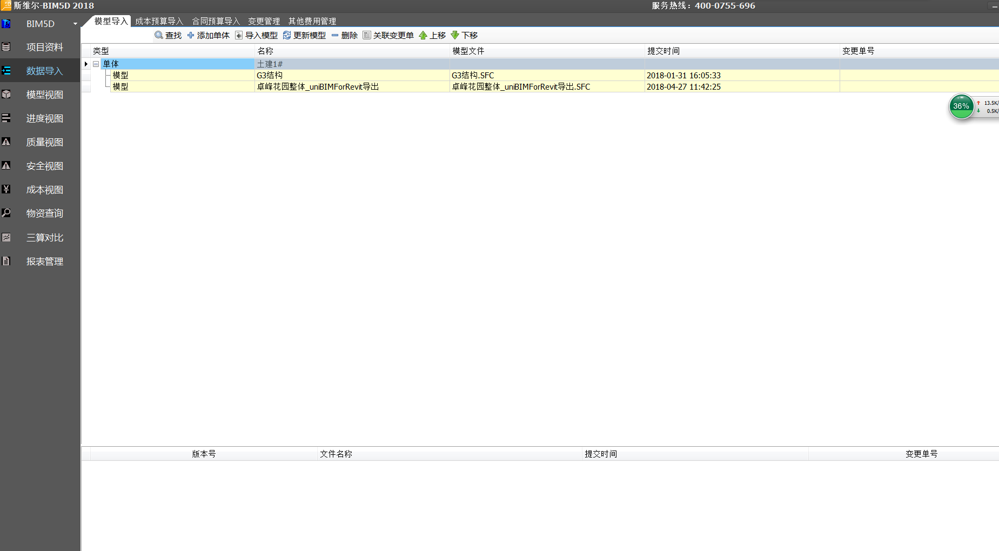 斯维尔-BIM5D 2018
服务热线：400-0755-696
BIM5D
项目资料
数据导入
模型视图
进度视图
质量视图
安全视图
成本视图
物资查询
三算对比
报表管理
模型导入 成本预算导入 合同预算导入 变更管理 其他费用管理
查找 添加单体 导入模型 更新模型 删除 关联变更单 上移 下移
类型 名称 模型文件 提交时间 变更单号
单体 土建1#
模型 G3结构 G3结构.SFC 2018-01-31 16:05:33
模型 卓峰花园整体_uniBIMForRevit导出 卓峰花园整体_uniBIMForRevit导出.SFC 2018-04-27 11:42:25
36%
13.5K/
0.5K/
版本号 文件名称 提交时间 变更单号